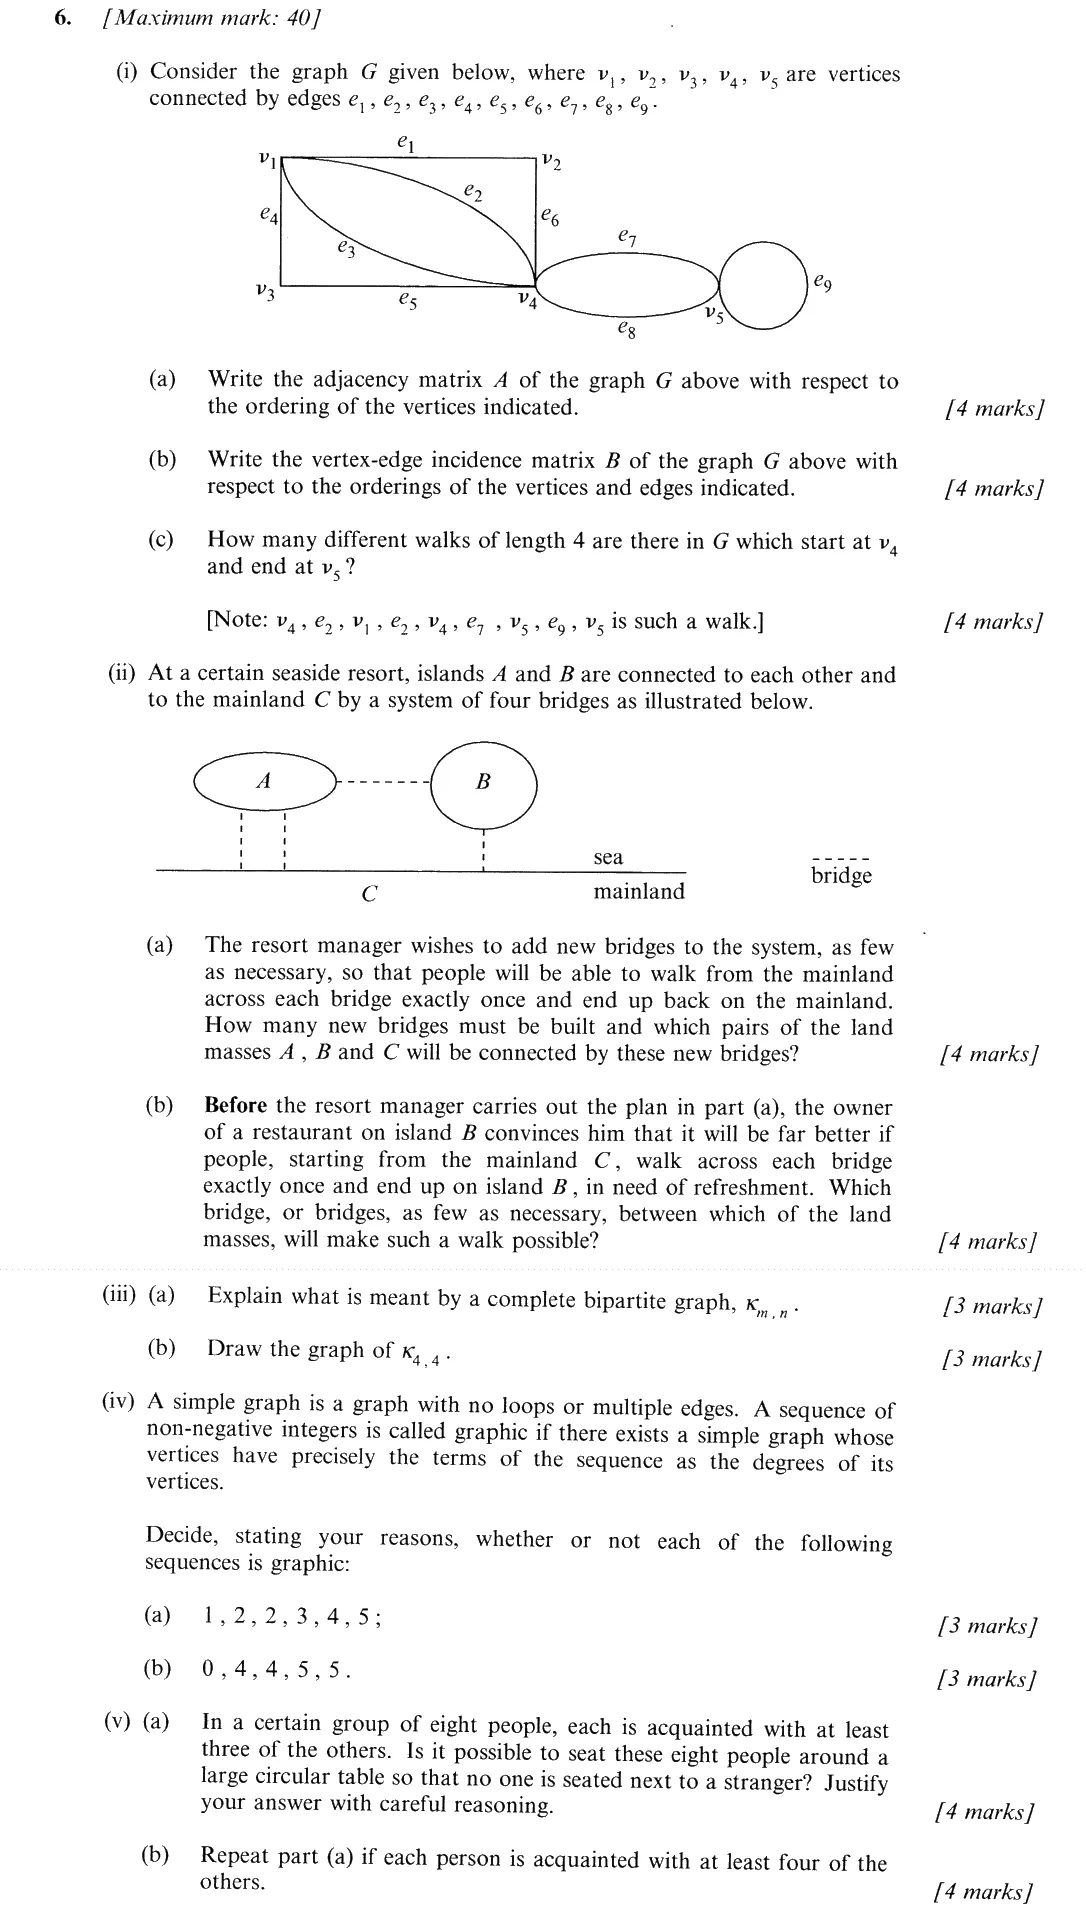 6. [Maximum mark: 40]
(i) Consider the graph G given below, where ν₁, ν₂, ν₃, ν₄, ν₅ are vertices
connected by edges e₁, e₂, e₃, e₄, e₅, e₆, e₇, e₈, e₉.
e₁
ν₁ ν₂
e₂
e₄ e₆
e₃ e₇
e₉
ν₃ e₅ ν₄ ν₅
e₈
(a) Write the adjacency matrix A of the graph G above with respect to
the ordering of the vertices indicated. [4 marks]
(b) Write the vertex-edge incidence matrix B of the graph G above with
respect to the orderings of the vertices and edges indicated. [4 marks]
(c) How many different walks of length 4 are there in G which start at ν₄
and end at ν₅?
[Note: ν₄, e₂, ν₁, e₂, ν₄, e₇, ν₅, e₉, ν₅ is such a walk.] [4 marks]
(ii) At a certain seaside resort, islands A and B are connected to each other and
to the mainland C by a system of four bridges as illustrated below.
A B
sea
bridge
C mainland
(a) The resort manager wishes to add new bridges to the system, as few
as necessary, so that people will be able to walk from the mainland
across each bridge exactly once and end up back on the mainland.
How many new bridges must be built and which pairs of the land
masses A, B and C will be connected by these new bridges? [4 marks]
(b) Before the resort manager carries out the plan in part (a), the owner
of a restaurant on island B convinces him that it will be far better if
people, starting from the mainland C, walk across each bridge
exactly once and end up on island B, in need of refreshment. Which
bridge, or bridges, as few as necessary, between which of the land
masses, will make such a walk possible? [4 marks]
(iii) (a) Explain what is meant by a complete bipartite graph, κₘ,ₙ. [3 marks]
(b) Draw the graph of κ₄,₄. [3 marks]
(iv) A simple graph is a graph with no loops or multiple edges. A sequence of
non-negative integers is called graphic if there exists a simple graph whose
vertices have precisely the terms of the sequence as the degrees of its
vertices.
Decide, stating your reasons, whether or not each of the following
sequences is graphic:
(a) 1, 2, 2, 3, 4, 5; [3 marks]
(b) 0, 4, 4, 5, 5. [3 marks]
(v) (a) In a certain group of eight people, each is acquainted with at least
three of the others. Is it possible to seat these eight people around a
large circular table so that no one is seated next to a stranger? Justify
your answer with careful reasoning. [4 marks]
(b) Repeat part (a) if each person is acquainted with at least four of the
others. [4 marks]